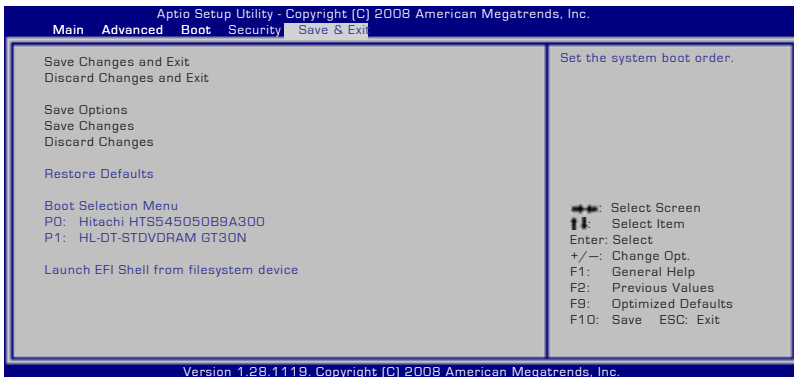 Aptio Setup Utility - Copyright (C) 2008 American Megatrends, Inc.
Main Advanced Boot Security Save & Exit
Save Changes and Exit
Discard Changes and Exit
Save Options
Save Changes
Discard Changes
Restore Defaults
Boot Selection Menu
P0: Hitachi HTS545050B9A300
P1: HL-DT-STDVDRAM GT30N
Launch EFI Shell from filesystem device
Set the system boot order.
→←: Select Screen
↑↓: Select Item
Enter: Select
+/—: Change Opt.
F1: General Help
F2: Previous Values
F9: Optimized Defaults
F10: Save ESC: Exit
Version 1.28.1119. Copyright (C) 2008 American Megatrends, Inc.